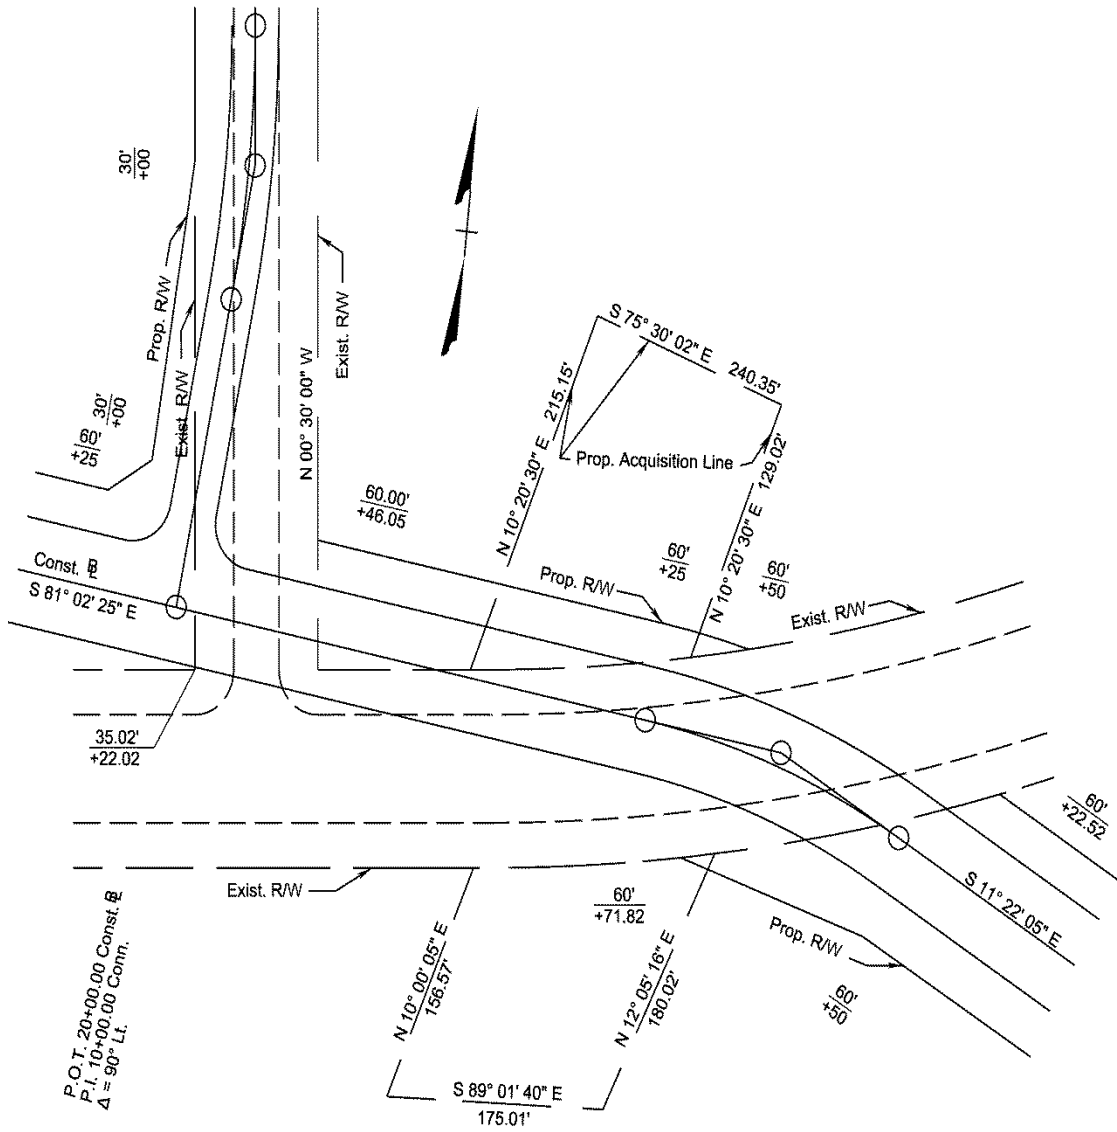 30'
+00
Prop. R/W
Exist. R/W
Exist. R/W
N 00° 30' 00" W
30'
+00
60'
+25
S 75° 30' 02" E 240.35'
N 10° 20' 30" E 215.15'
Prop. Acquisition Line
N 10° 20' 30" E 129.02'
60.00'
+46.05
60'
+25
60'
+50
Const. BL
S 81° 02' 25" E
Prop. R/W
Exist. R/W
35.02'
+22.02
60'
+22.52
Exist. R/W
60'
+71.82
S 11° 22' 05" E
Prop. R/W
60'
+50
N 10° 00' 05" E
156.57'
N 12° 05' 16" E
180.02'
S 89° 01' 40" E
175.01'
P.O.T. 20+00.00 Const. BL
P.I. 10+00.00 Conn.
Δ = 90° Lt.